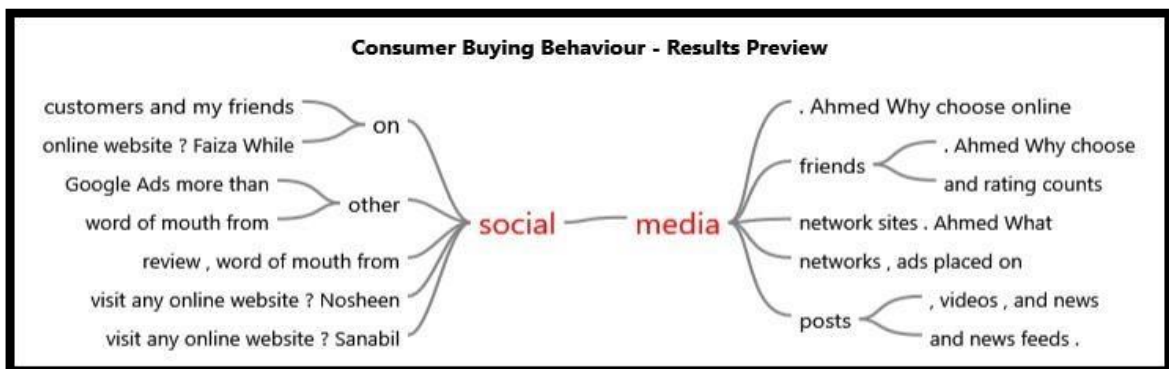 Consumer Buying Behaviour - Results Preview
customers and my friends
online website ? Faiza While
on
Google Ads more than
word of mouth from
other
review , word of mouth from
visit any online website ? Nosheen
visit any online website ? Sanabil
social media
. Ahmed Why choose online
friends
. Ahmed Why choose
and rating counts
network sites . Ahmed What
networks , ads placed on
posts
, videos , and news
and news feeds .